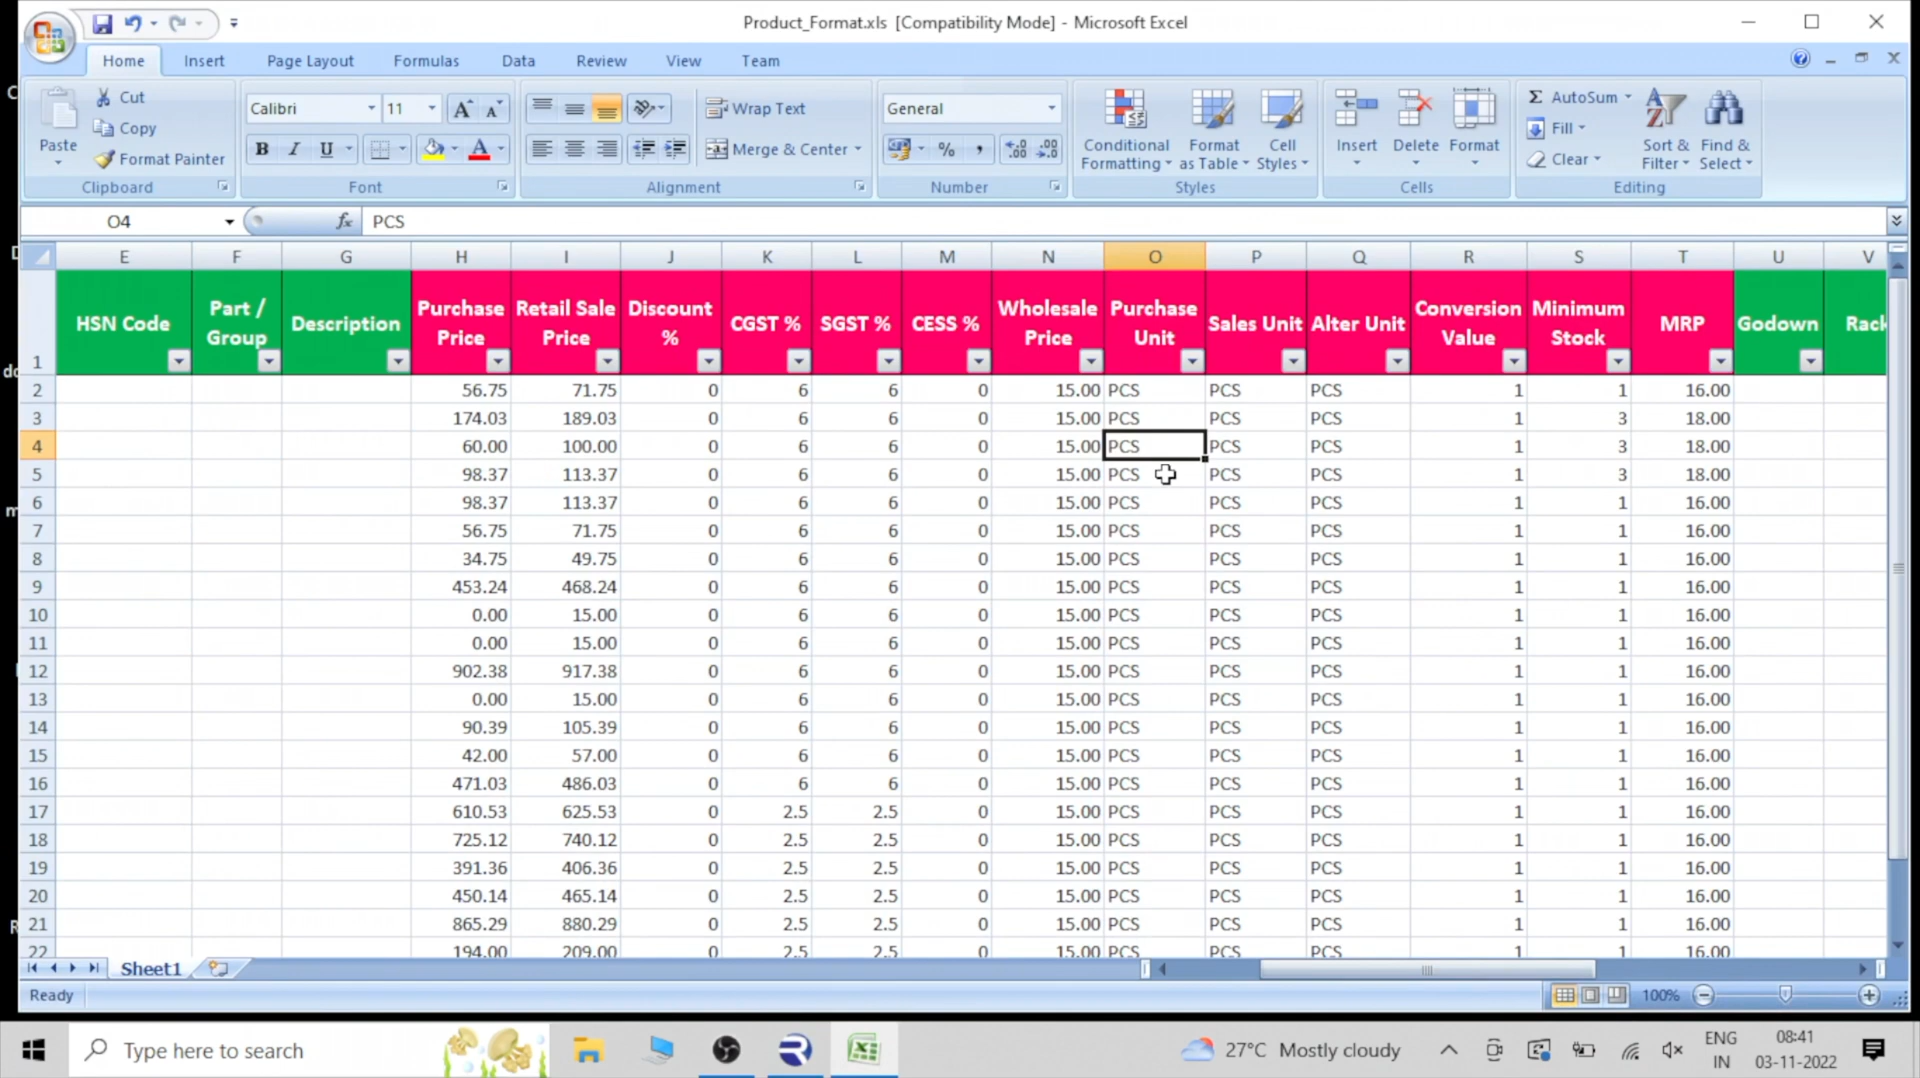 Product_Format.xls [Compatibility Mode] - Microsoft Excel
Home Insert Page Layout Formulas Data Review View Team
Paste Cut Copy Format Painter Clipboard
Calibri 11 B I U Font
Wrap Text Merge & Center Alignment
General % , Number
Conditional Formatting Format as Table Cell Styles Styles
Insert Delete Format Cells
Σ AutoSum Fill Clear Sort & Filter Find & Select Editing
O4 fx PCS
E F G H I J K L M N O P Q R S T U V
1 HSN Code Part / Group Description Purchase Price Retail Sale Price Discount % CGST % SGST % CESS % Wholesale Price Purchase Unit Sales Unit Alter Unit Conversion Value Minimum Stock MRP Godown Rack
2 56.75 71.75 0 6 6 0 15.00 PCS PCS PCS 1 1 16.00
3 174.03 189.03 0 6 6 0 15.00 PCS PCS PCS 1 3 18.00
4 60.00 100.00 0 6 6 0 15.00 PCS PCS PCS 1 3 18.00
5 98.37 113.37 0 6 6 0 15.00 PCS PCS PCS 1 3 18.00
6 98.37 113.37 0 6 6 0 15.00 PCS PCS PCS 1 1 16.00
7 56.75 71.75 0 6 6 0 15.00 PCS PCS PCS 1 1 16.00
8 34.75 49.75 0 6 6 0 15.00 PCS PCS PCS 1 1 16.00
9 453.24 468.24 0 6 6 0 15.00 PCS PCS PCS 1 1 16.00
10 0.00 15.00 0 6 6 0 15.00 PCS PCS PCS 1 1 16.00
11 0.00 15.00 0 6 6 0 15.00 PCS PCS PCS 1 1 16.00
12 902.38 917.38 0 6 6 0 15.00 PCS PCS PCS 1 1 16.00
13 0.00 15.00 0 6 6 0 15.00 PCS PCS PCS 1 1 16.00
14 90.39 105.39 0 6 6 0 15.00 PCS PCS PCS 1 1 16.00
15 42.00 57.00 0 6 6 0 15.00 PCS PCS PCS 1 1 16.00
16 471.03 486.03 0 6 6 0 15.00 PCS PCS PCS 1 1 16.00
17 610.53 625.53 0 2.5 2.5 0 15.00 PCS PCS PCS 1 1 16.00
18 725.12 740.12 0 2.5 2.5 0 15.00 PCS PCS PCS 1 1 16.00
19 391.36 406.36 0 2.5 2.5 0 15.00 PCS PCS PCS 1 1 16.00
20 450.14 465.14 0 2.5 2.5 0 15.00 PCS PCS PCS 1 1 16.00
21 865.29 880.29 0 2.5 2.5 0 15.00 PCS PCS PCS 1 1 16.00
22 194.00 209.00 0 2.5 2.5 0 15.00 PCS PCS PCS 1 1 16.00
Sheet1
Ready 100%
Type here to search 27°C Mostly cloudy ENG IN 08:41 03-11-2022